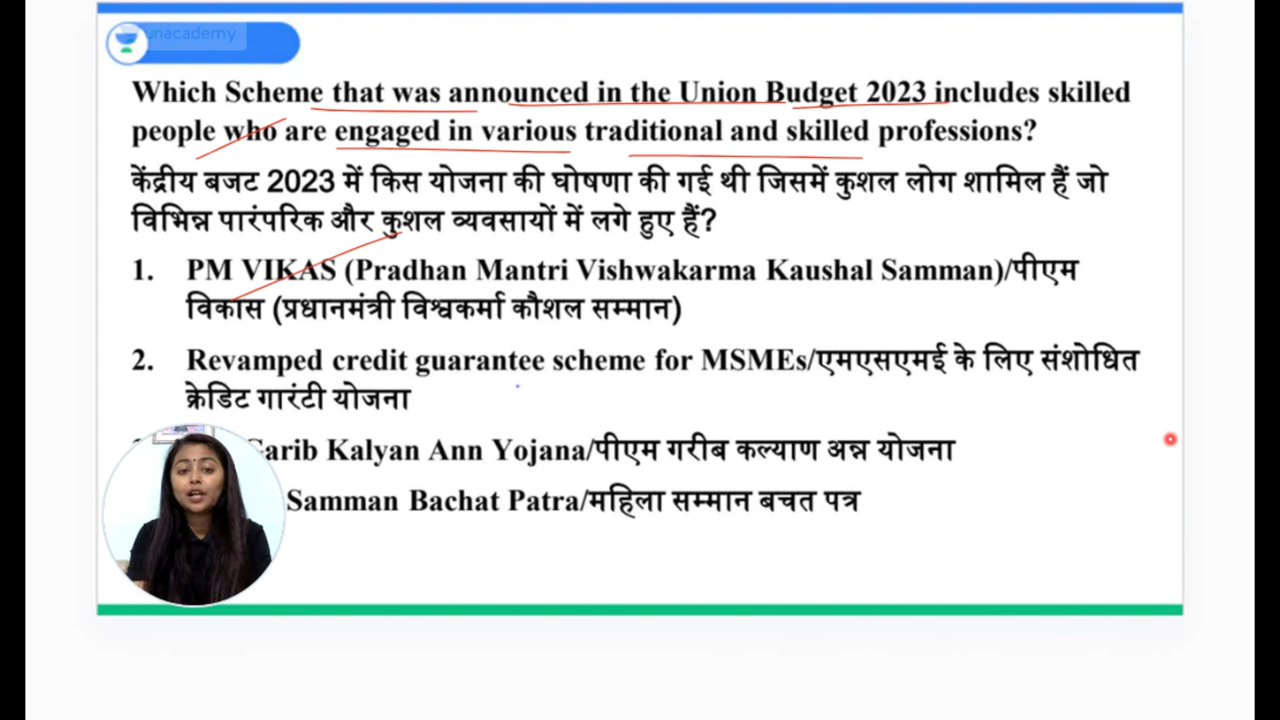 unacademy
Which Scheme that was announced in the Union Budget 2023 includes skilled
people who are engaged in various traditional and skilled professions?
केंद्रीय बजट 2023 में किस योजना की घोषणा की गई थी जिसमें कुशल लोग शामिल हैं जो
विभिन्न पारंपरिक और कुशल व्यवसायों में लगे हुए हैं?
1. PM VIKAS (Pradhan Mantri Vishwakarma Kaushal Samman)/पीएम
विकास (प्रधानमंत्री विश्वकर्मा कौशल सम्मान)
2. Revamped credit guarantee scheme for MSMEs/एमएसएमई के लिए संशोधित
क्रेडिट गारंटी योजना
Garib Kalyan Ann Yojana/पीएम गरीब कल्याण अन्न योजना
Samman Bachat Patra/महिला सम्मान बचत पत्र